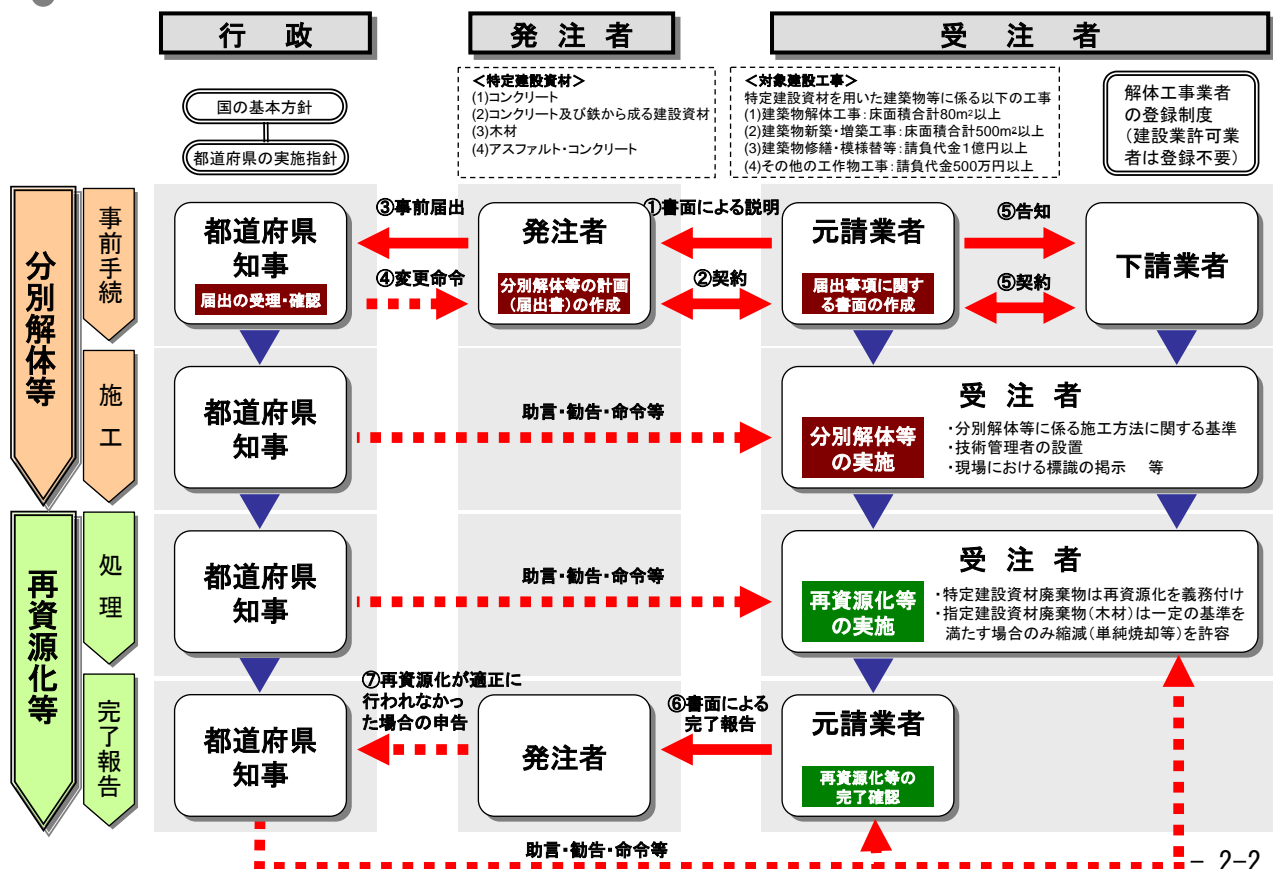 行 政
発 注 者
受 注 者
国の基本方針
都道府県の実施指針
＜特定建設資材＞
(1)コンクリート
(2)コンクリート及び鉄から成る建設資材
(3)木材
(4)アスファルト・コンクリート
＜対象建設工事＞
特定建設資材を用いた建築物等に係る以下の工事
(1)建築物解体工事：床面積合計80m²以上
(2)建築物新築・増築工事：床面積合計500m²以上
(3)建築物修繕・模様替等：請負代金1億円以上
(4)その他の工作物工事：請負代金500万円以上
解体工事業者
の登録制度
（建設業許可業
者は登録不要）
分別解体等
事前手続
都道府県
知事
届出の受理・確認
③事前届出
④変更命令
発注者
分別解体等の計画
（届出書）の作成
①書面による説明
②契約
元請業者
届出事項に関す
る書面の作成
⑤告知
⑤契約
下請業者
施工
都道府県
知事
助言・勧告・命令等
受 注 者
分別解体等
の実施
・分別解体等に係る施工方法に関する基準
・技術管理者の設置
・現場における標識の掲示 等
再資源化等
処理
都道府県
知事
助言・勧告・命令等
受 注 者
再資源化等
の実施
・特定建設資材廃棄物は再資源化を義務付け
・指定建設資材廃棄物（木材）は一定の基準を
満たす場合のみ縮減（単純焼却等）を許容
完了報告
都道府県
知事
⑦再資源化が適正に
行われなかっ
た場合の申告
発注者
⑥書面による
完了報告
元請業者
再資源化等の
完了確認
助言・勧告・命令等
- 2-2